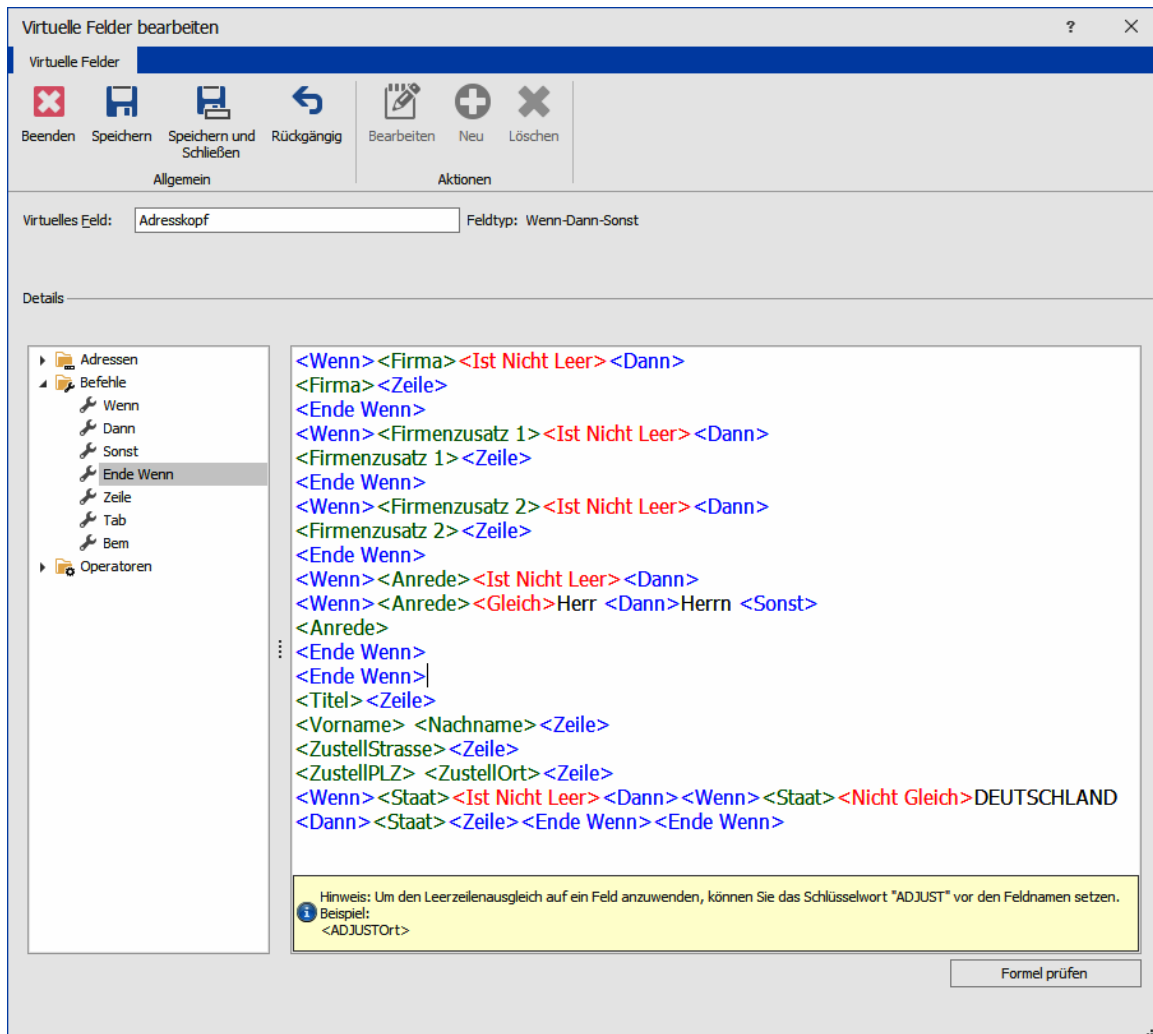 Virtuelle Felder bearbeiten
?
Virtuelle Felder
Beenden Speichern Speichern und Schließen Rückgängig Bearbeiten Neu Löschen
Allgemein Aktionen
Virtuelles Feld: Adresskopf Feldtyp: Wenn-Dann-Sonst
Details
Adressen
Befehle
Wenn
Dann
Sonst
Ende Wenn
Zeile
Tab
Bem
Operatoren
<Wenn><Firma><Ist Nicht Leer><Dann>
<Firma><Zeile>
<Ende Wenn>
<Wenn><Firmenzusatz 1><Ist Nicht Leer><Dann>
<Firmenzusatz 1><Zeile>
<Ende Wenn>
<Wenn><Firmenzusatz 2><Ist Nicht Leer><Dann>
<Firmenzusatz 2><Zeile>
<Ende Wenn>
<Wenn><Anrede><Ist Nicht Leer><Dann>
<Wenn><Anrede><Gleich>Herr <Dann>Herrn <Sonst>
<Anrede>
<Ende Wenn>
<Ende Wenn>
<Titel><Zeile>
<Vorname> <Nachname><Zeile>
<ZustellStrasse><Zeile>
<ZustellPLZ> <ZustellOrt><Zeile>
<Wenn><Staat><Ist Nicht Leer><Dann><Wenn><Staat><Nicht Gleich>DEUTSCHLAND
<Dann><Staat><Zeile><Ende Wenn><Ende Wenn>
Hinweis: Um den Leerzeilenausgleich auf ein Feld anzuwenden, können Sie das Schlüsselwort "ADJUST" vor den Feldnamen setzen.
Beispiel:
<ADJUSTOrt>
Formel prüfen